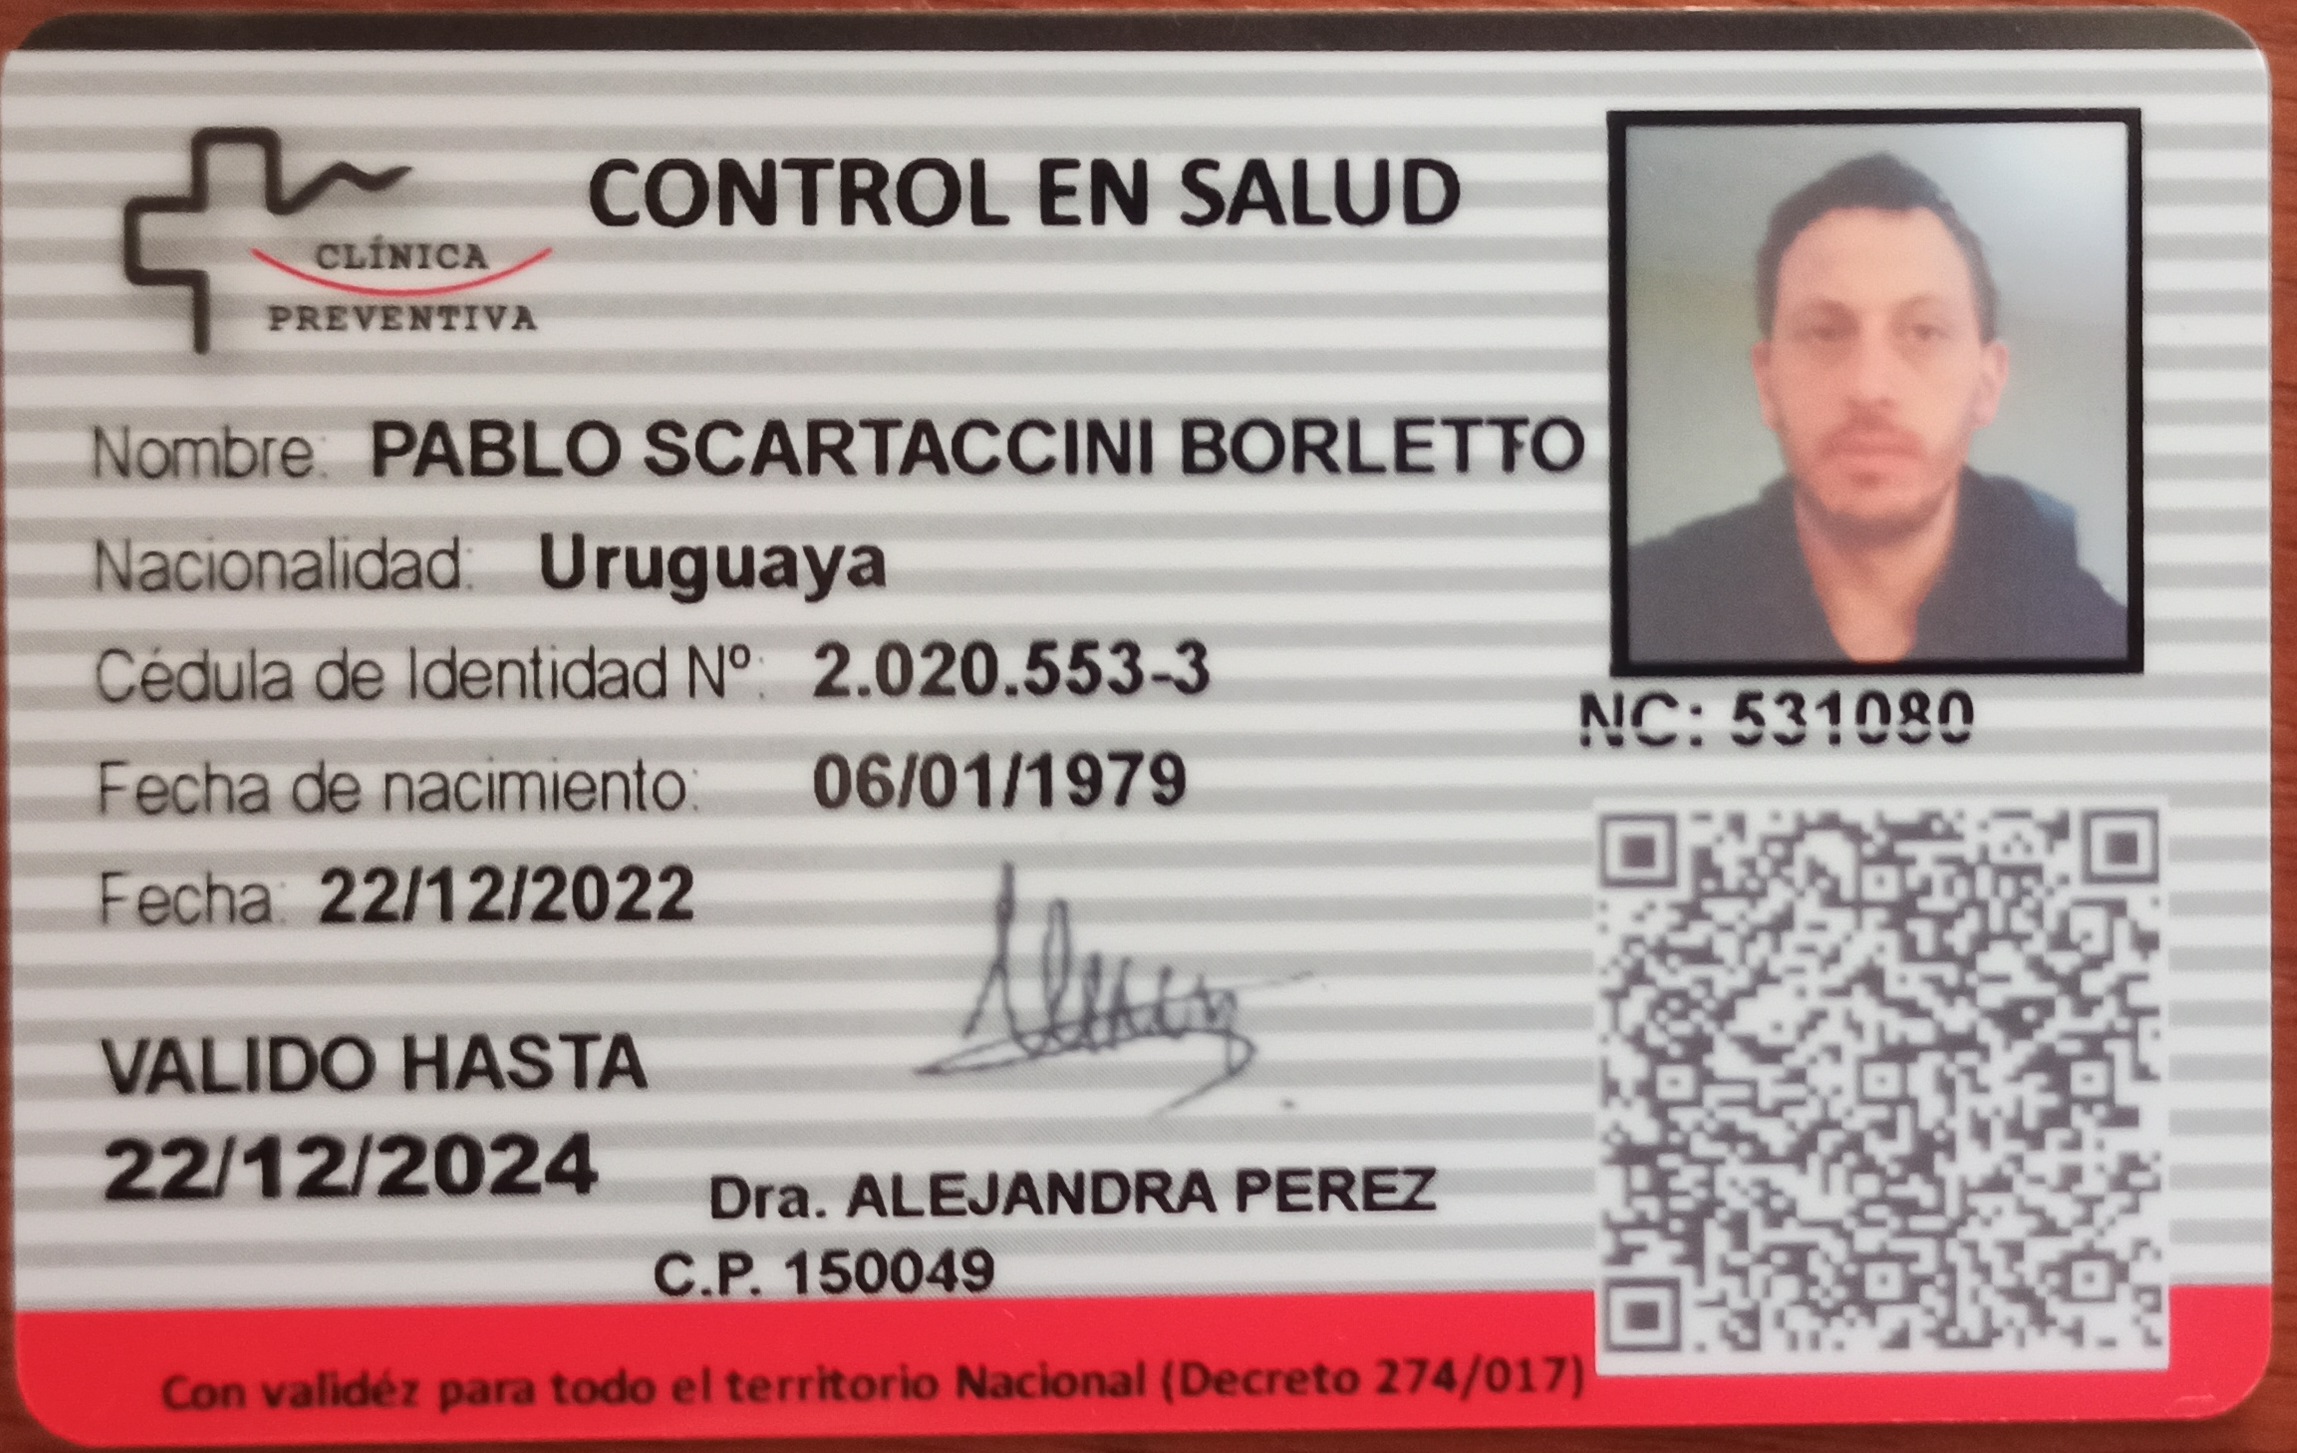 CONTROL EN SALUD
CLÍNICA
PREVENTIVA
Nombre: PABLO SCARTACCINI BORLETTO
Nacionalidad: Uruguaya
Cédula de Identidad Nº: 2.020.553-3
NC: 531080
Fecha de nacimiento: 06/01/1979
Fecha: 22/12/2022
VALIDO HASTA
22/12/2024
Dra. ALEJANDRA PEREZ
C.P. 150049
Con validéz para todo el territorio Nacional (Decreto 274/017)